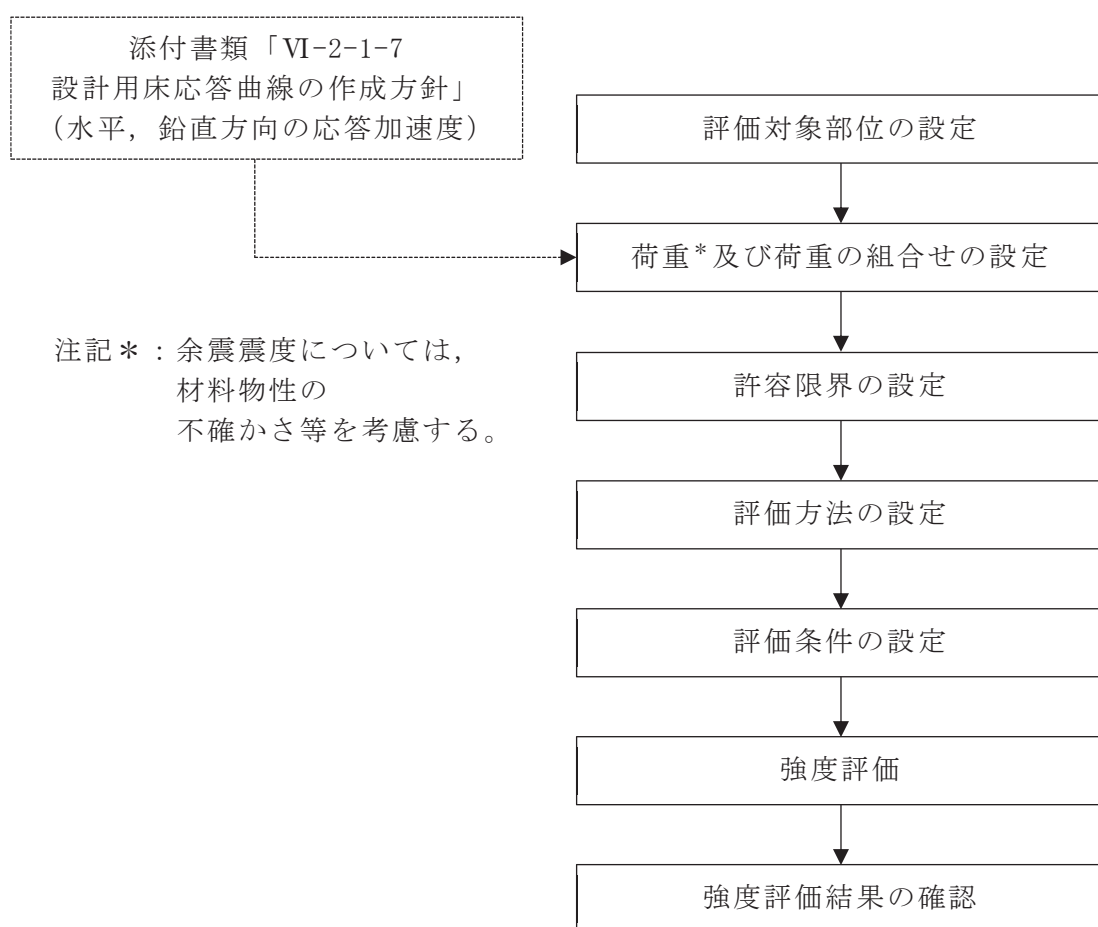 添付書類「Ⅵ-2-1-7
設計用床応答曲線の作成方針」
(水平，鉛直方向の応答加速度)
評価対象部位の設定
荷重*及び荷重の組合せの設定
注記＊：余震震度については，
材料物性の
不確かさ等を考慮する。
許容限界の設定
評価方法の設定
評価条件の設定
強度評価
強度評価結果の確認